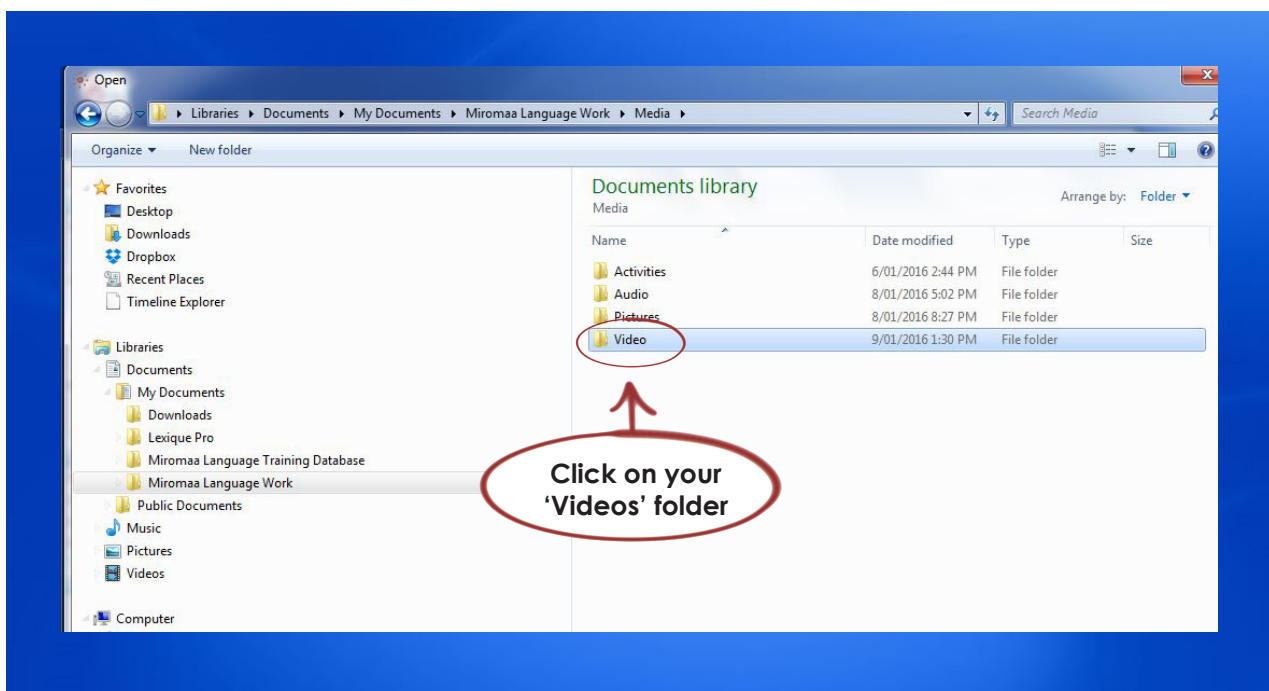 Open
Libraries Documents My Documents Miromaa Language Work Media
Search Media
Organize New folder
Favorites
Desktop
Downloads
Dropbox
Recent Places
Timeline Explorer
Libraries
Documents
My Documents
Downloads
Lexique Pro
Miromaa Language Training Database
Miromaa Language Work
Public Documents
Music
Pictures
Videos
Computer
Documents library
Media
Arrange by: Folder
Name Date modified Type Size
Activities 6/01/2016 2:44 PM File folder
Audio 8/01/2016 5:02 PM File folder
Pictures 8/01/2016 8:27 PM File folder
Video 9/01/2016 1:30 PM File folder
Click on your
‘Videos’ folder